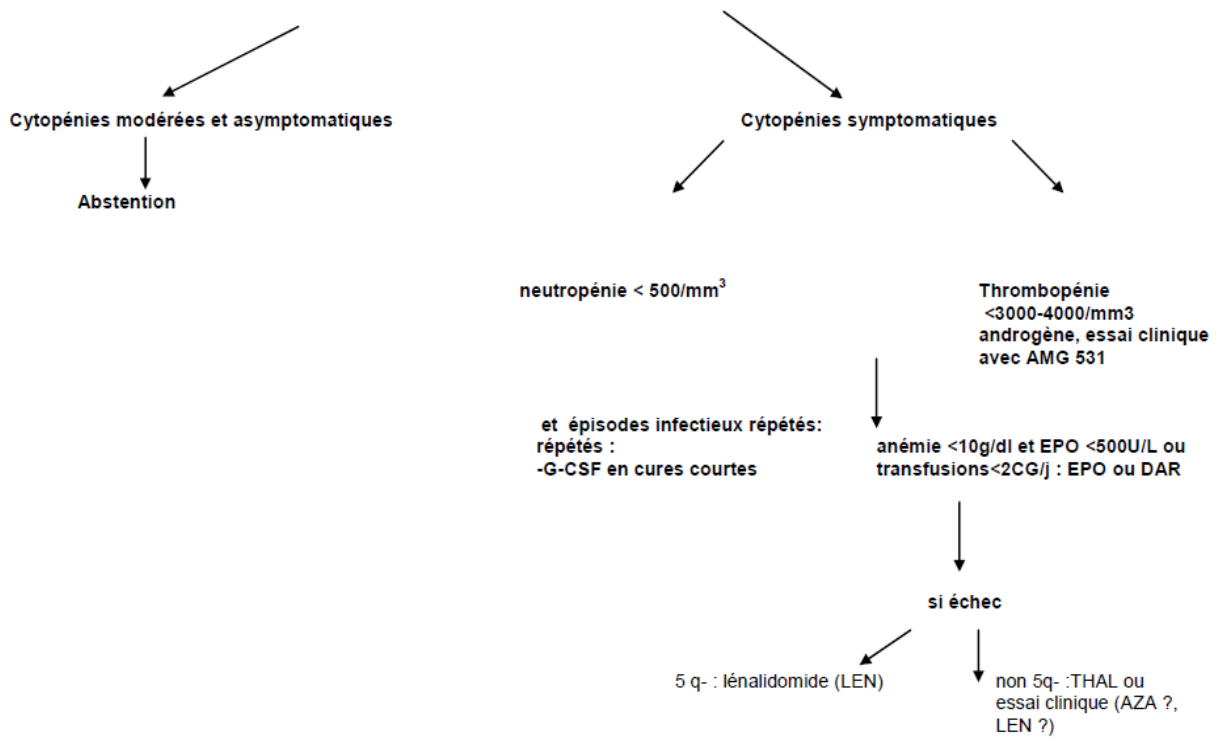 Cytopénies modérées et asymptomatiques
Cytopénies symptomatiques
Abstention
neutropénie < 500/mm³
Thrombopénie
<3000-4000/mm3
androgène, essai clinique
avec AMG 531
et épisodes infectieux répétés:
répétés :
-G-CSF en cures courtes
anémie <10g/dl et EPO <500U/L ou
transfusions<2CG/j : EPO ou DAR
si échec
5 q- : lénalidomide (LEN)
non 5q- :THAL ou
essai clinique (AZA ?,
LEN ?)